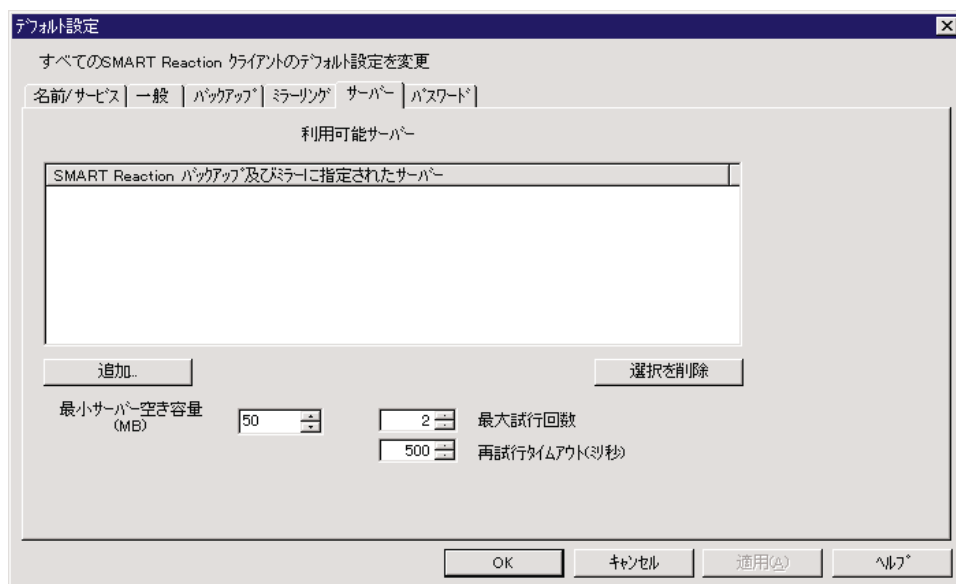 ﾃﾞﾌｫﾙﾄ設定
すべてのSMART Reaction ｸﾗｲｱﾝﾄのﾃﾞﾌｫﾙﾄ設定を変更
名前/ｻｰﾋﾞｽ 一般 ﾊﾞｯｸｱｯﾌﾟ ﾐﾗｰﾘﾝｸﾞ ｻｰﾊﾞｰ ﾊﾟｽﾜｰﾄﾞ
利用可能ｻｰﾊﾞｰ
SMART Reaction ﾊﾞｯｸｱｯﾌﾟ及びﾐﾗｰに指定されたｻｰﾊﾞｰ
追加... 選択を削除
最小ｻｰﾊﾞｰ空き容量 (MB) 50 2 最大試行回数
500 再試行ﾀｲﾑｱｳﾄ(ﾐﾘ秒)
OK ｷｬﾝｾﾙ 適用(A) ﾍﾙﾌﾟ